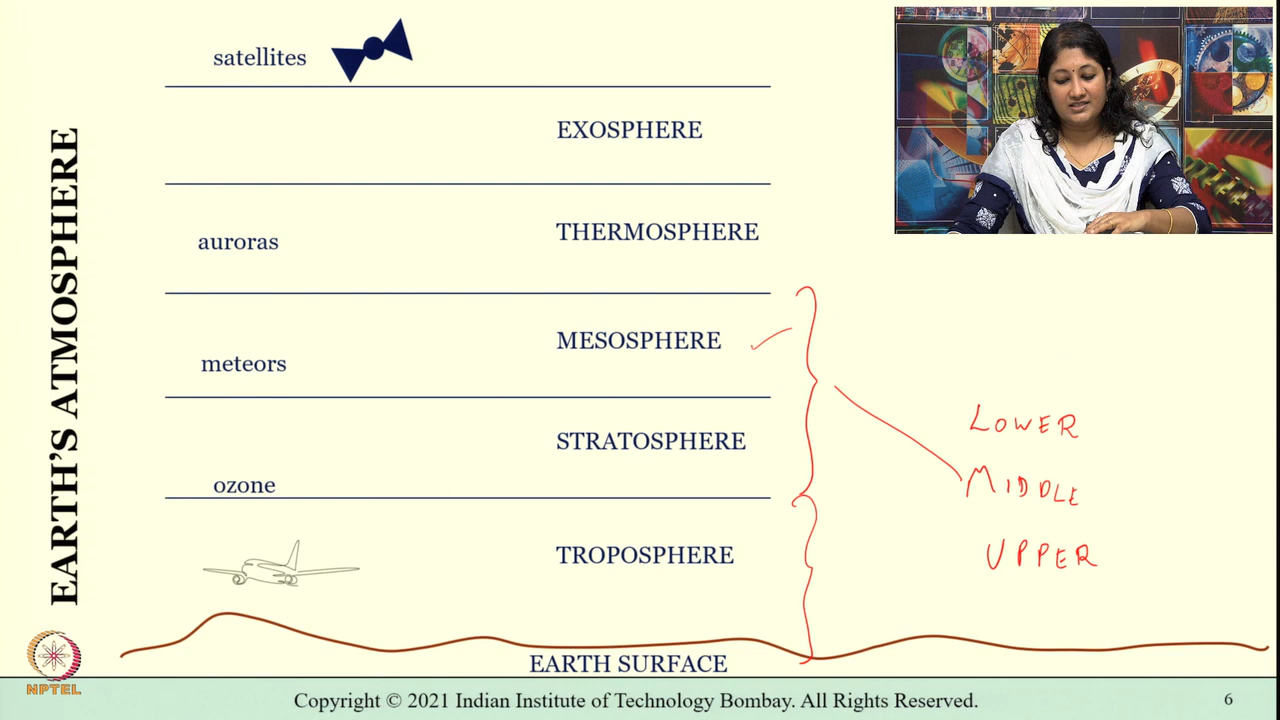 satellites
EXOSPHERE
THERMOSPHERE
auroras
MESOSPHERE
meteors
STRATOSPHERE
ozone
TROPOSPHERE
EARTH SURFACE
EARTH'S ATMOSPHERE
LOWER
MIDDLE
UPPER
NPTEL
Copyright © 2021 Indian Institute of Technology Bombay. All Rights Reserved.
6